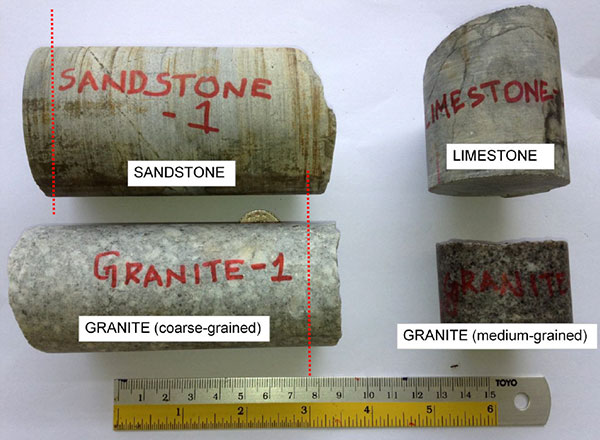 SANDSTONE
- 1
SANDSTONE
LIMESTONE-
LIMESTONE
GRANITE-1
GRANITE (coarse-grained)
GRANITE
GRANITE (medium-grained)
1 2 3 4 5 6 7 8 9 10 11 12 13 14 15 TOYO
1 2 3 4 5 6